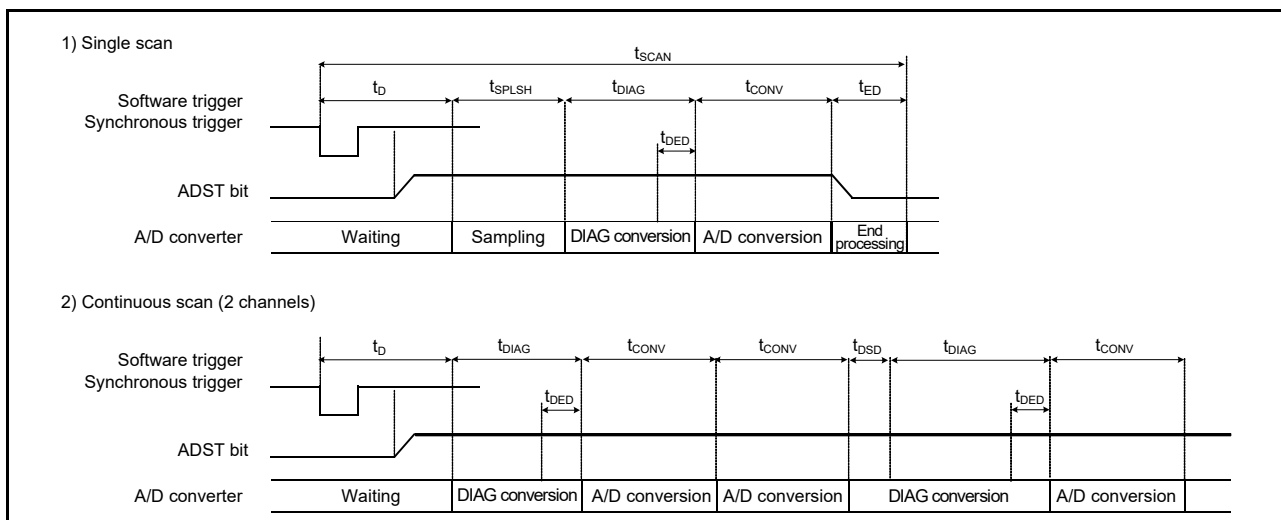 1) Single scan
tSCAN
tD tSPLSH tDIAG tCONV tED
Software trigger
Synchronous trigger
tDED
ADST bit
A/D converter Waiting Sampling DIAG conversion A/D conversion End processing
2) Continuous scan (2 channels)
tD tDIAG tCONV tCONV tDSD tDIAG tCONV
Software trigger
Synchronous trigger
tDED tDED
ADST bit
A/D converter Waiting DIAG conversion A/D conversion A/D conversion DIAG conversion A/D conversion